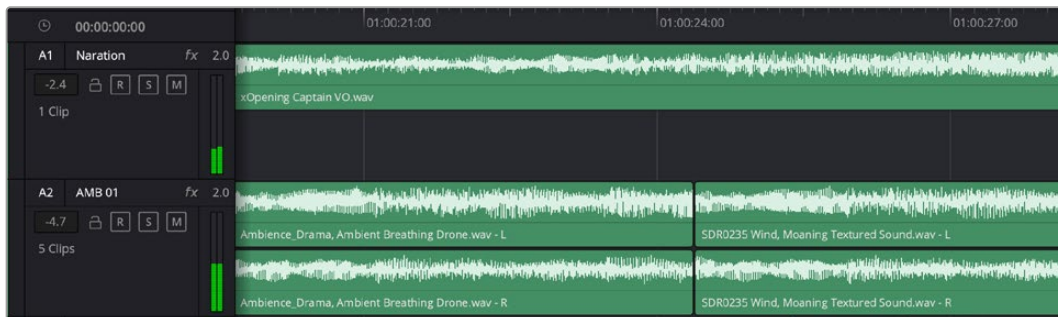 00:00:00:00 01:00:21:00 01:00:24:00 01:00:27:00
A1 Naration fx 2.0
-2.4 R S M
xOpening Captain VO.wav
1 Clip
A2 AMB 01 fx 2.0
-4.7 R S M
Ambience_Drama, Ambient Breathing Drone.wav - L SDR0235 Wind, Moaning Textured Sound.wav - L
5 Clips
Ambience_Drama, Ambient Breathing Drone.wav - R SDR0235 Wind, Moaning Textured Sound.wav - R